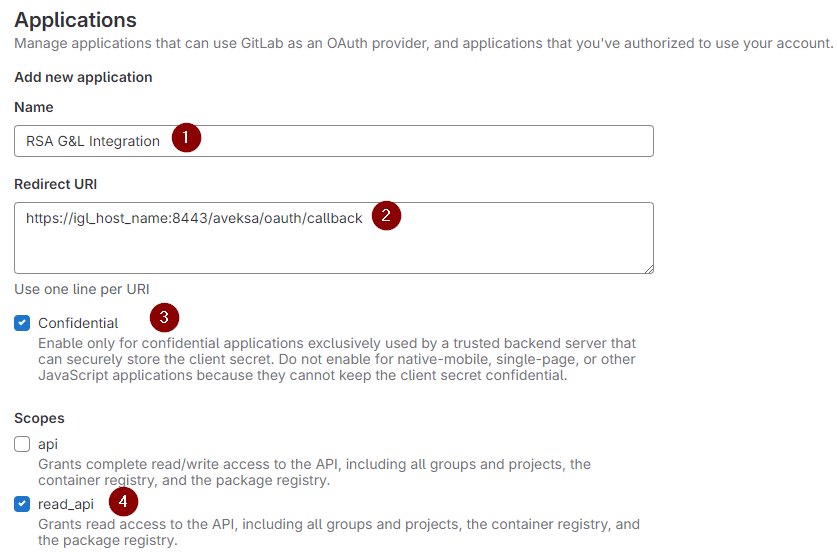 Applications
Manage applications that can use GitLab as an OAuth provider, and applications that you've authorized to use your account.
Add new application
Name
RSA G&L Integration 1
Redirect URI
https://igl_host_name:8443/aveksa/oauth/callback 2
Use one line per URI
Confidential 3
Enable only for confidential applications exclusively used by a trusted backend server that
can securely store the client secret. Do not enable for native-mobile, single-page, or other
JavaScript applications because they cannot keep the client secret confidential.
Scopes
api
Grants complete read/write access to the API, including all groups and projects, the
container registry, and the package registry.
read_api 4
Grants read access to the API, including all groups and projects, the container registry, and
the package registry.